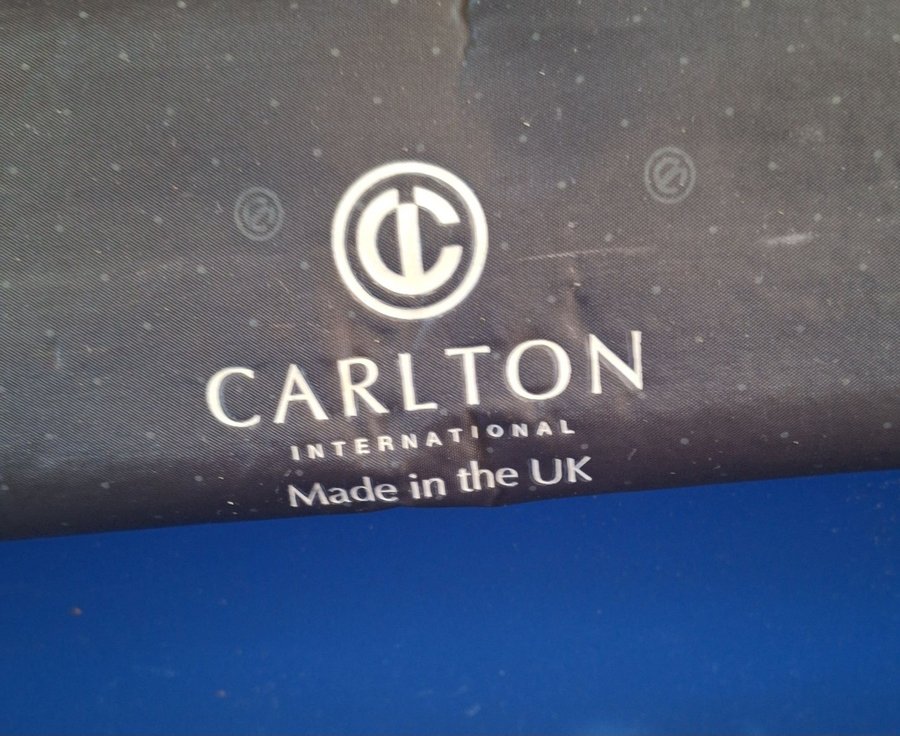 CARLTON
INTERNATIONAL
Made in the UK